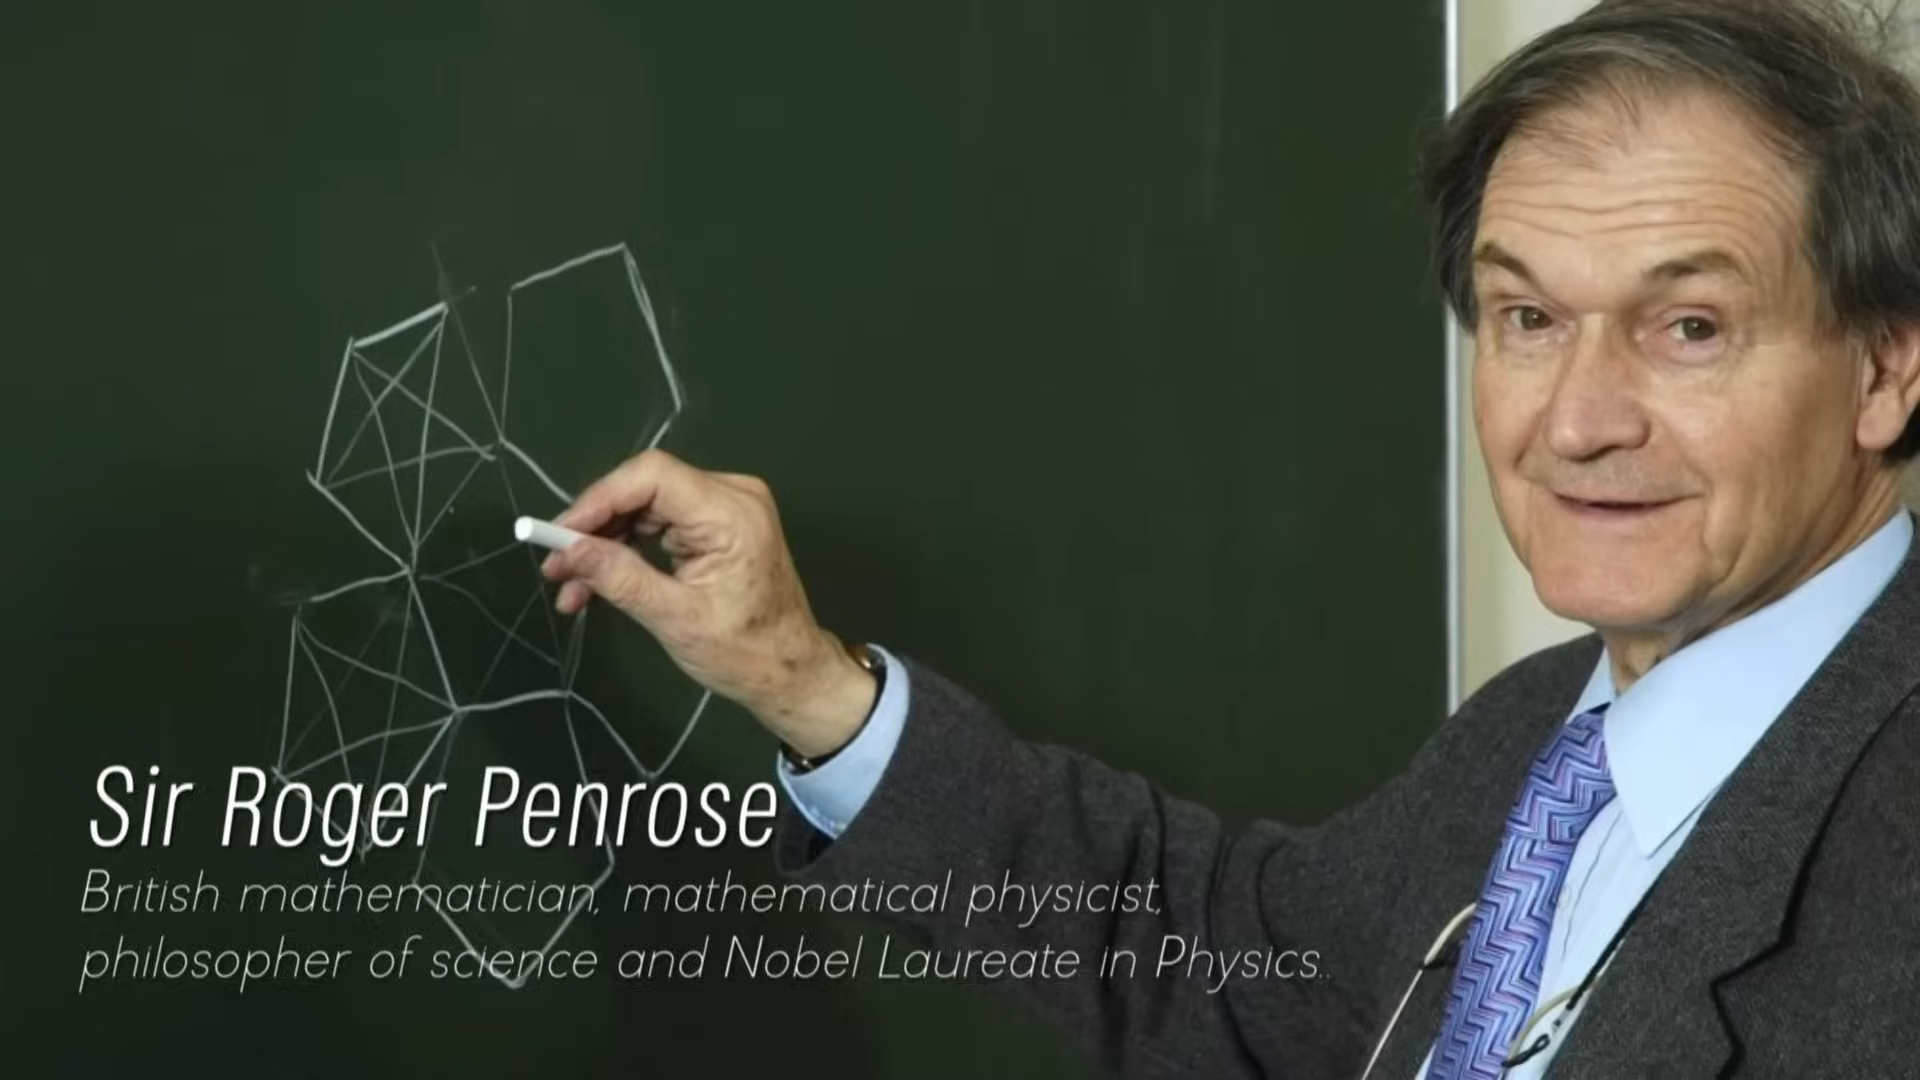 Sir Roger Penrose
British mathematician, mathematical physicist,
philosopher of science and Nobel Laureate in Physics..